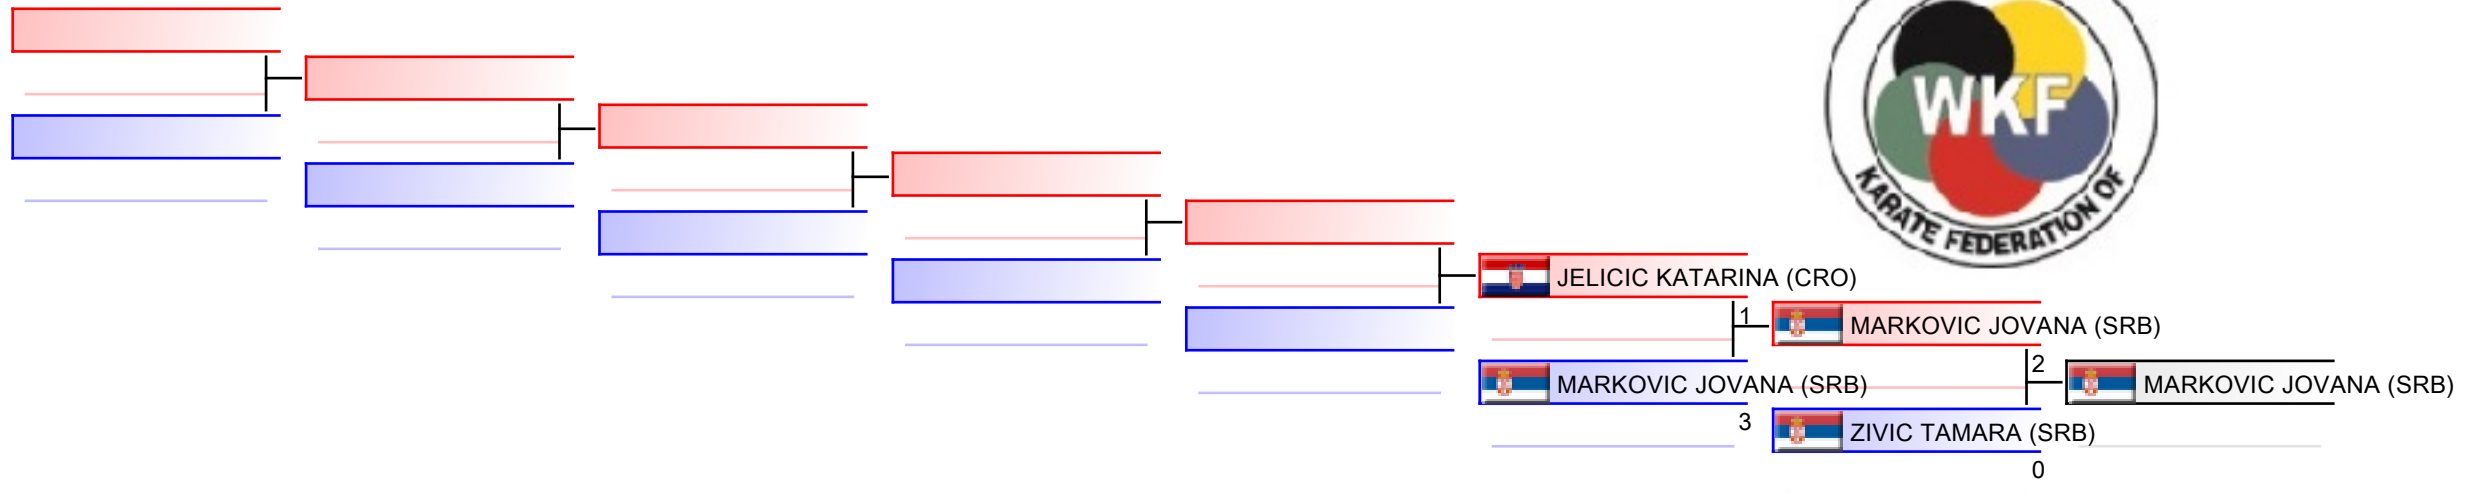 WKF
KARATE FEDERATION OF
JELICIC KATARINA (CRO)
1
MARKOVIC JOVANA (SRB)
MARKOVIC JOVANA (SRB)
3
2
MARKOVIC JOVANA (SRB)
ZIVIC TAMARA (SRB)
0